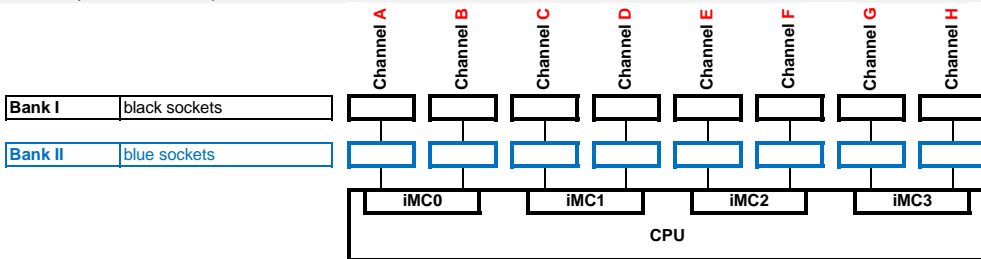 Channel A
Channel B
Channel C
Channel D
Channel E
Channel F
Channel G
Channel H
Bank I black sockets
Bank II blue sockets
iMC0 iMC1 iMC2 iMC3
CPU